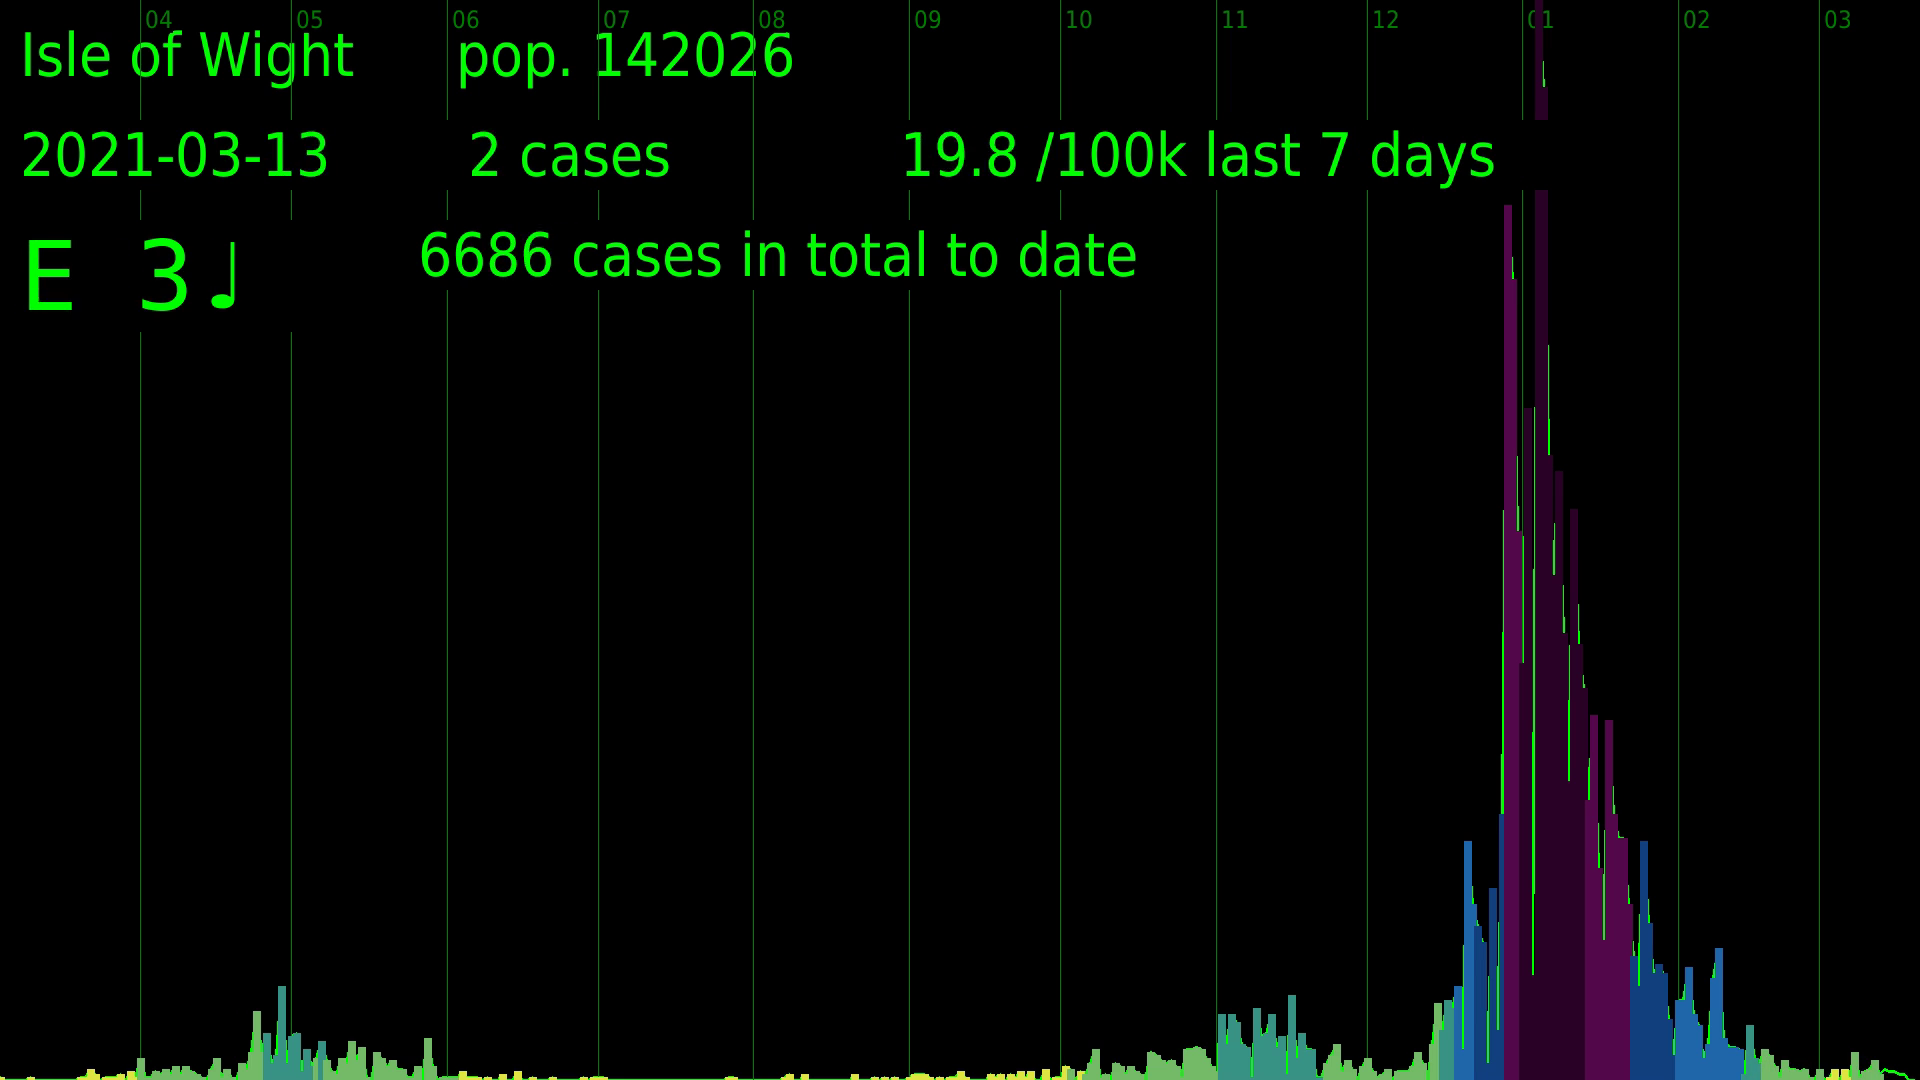 04 05 06 07 08 09 10 11 12 01 02 03
Isle of Wight pop. 142026
2021-03-13 2 cases 19.8 /100k last 7 days
E 3♩ 6686 cases in total to date